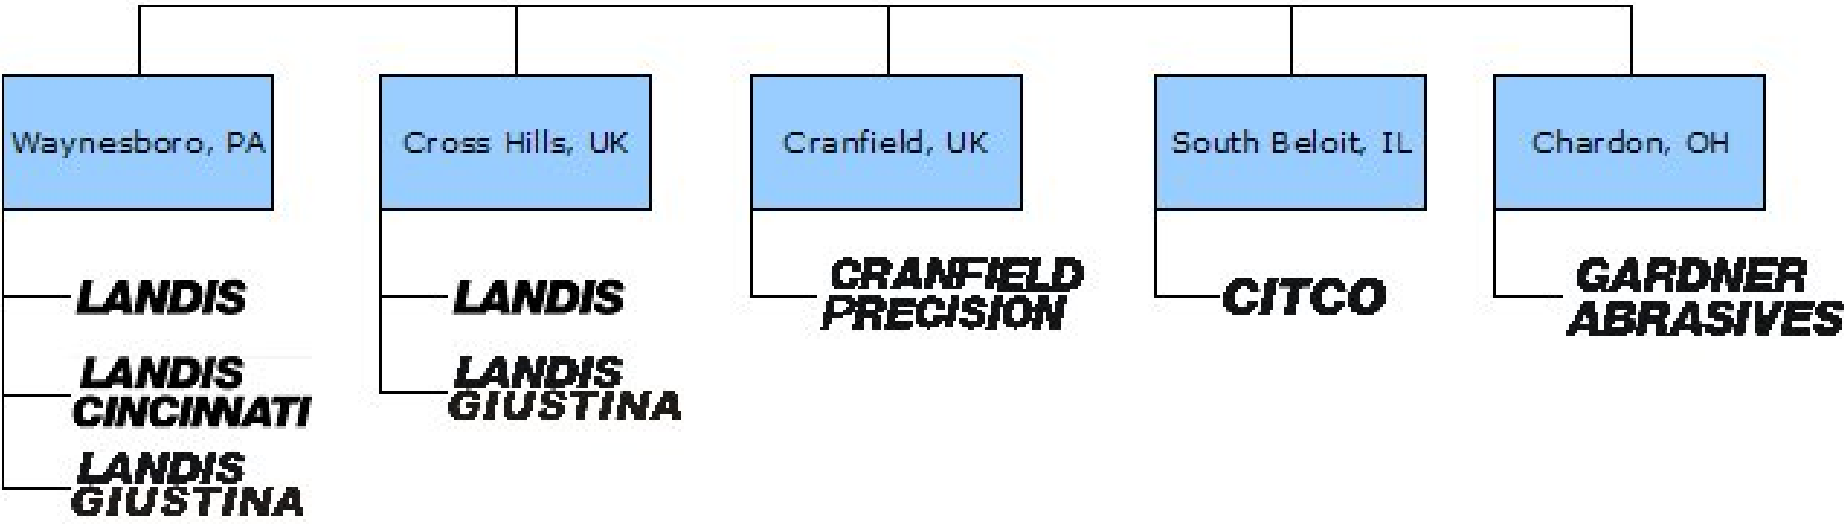 Waynesboro, PA
Cross Hills, UK
Cranfield, UK
South Beloit, IL
Chardon, OH
LANDIS
LANDIS
CINCINNATI
LANDIS
GIUSTINA
LANDIS
LANDIS
GIUSTINA
CRANFIELD
PRECISION
CITCO
GARDNER
ABRASIVES